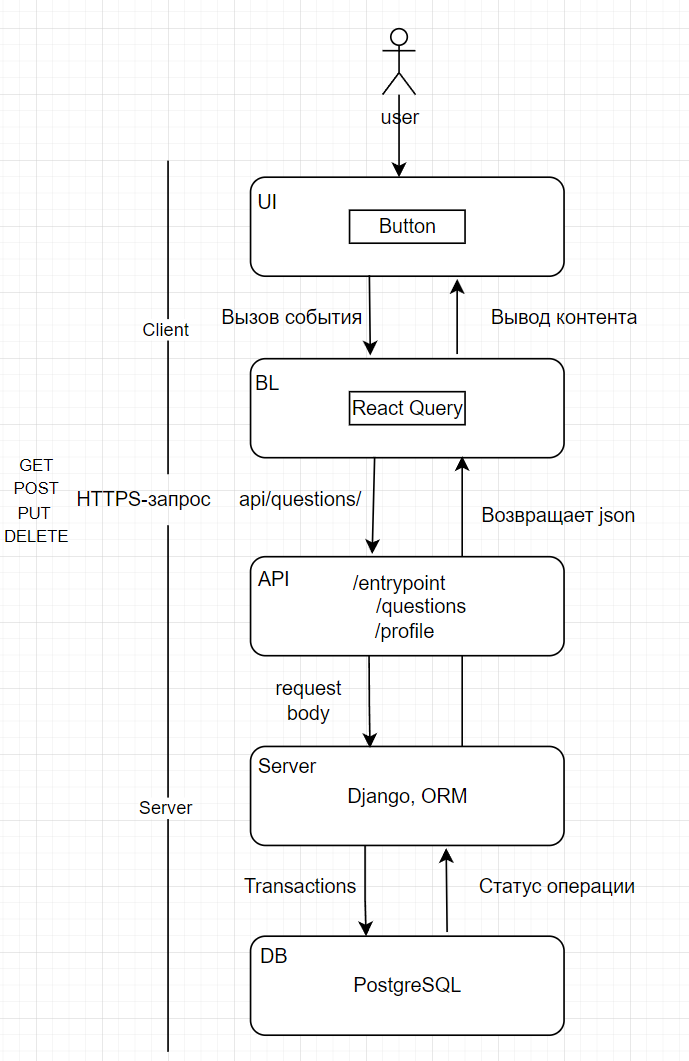 user
UI
Button
Вызов события
Вывод контента
Client
BL
React Query
GET
POST
PUT
DELETE
HTTPS-запрос
api/questions/
Возвращает json
API
/entrypoint
/questions
/profile
request
body
Server
Django, ORM
Server
Transactions
Статус операции
DB
PostgreSQL